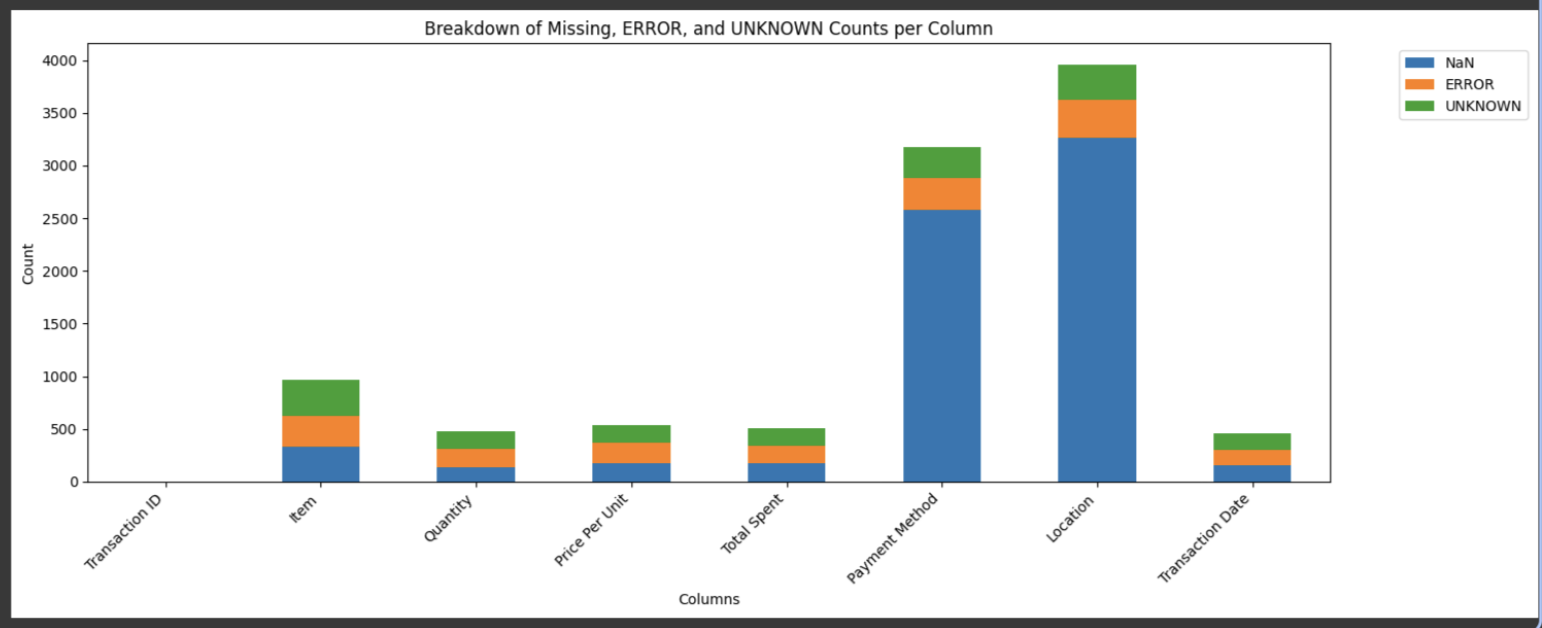 Breakdown of Missing, ERROR, and UNKNOWN Counts per Column
NaN
ERROR
UNKNOWN
Count
4000
3500
3000
2500
2000
1500
1000
500
0
Transaction ID
Item
Quantity
Price Per Unit
Total Spent
Payment Method
Location
Transaction Date
Columns